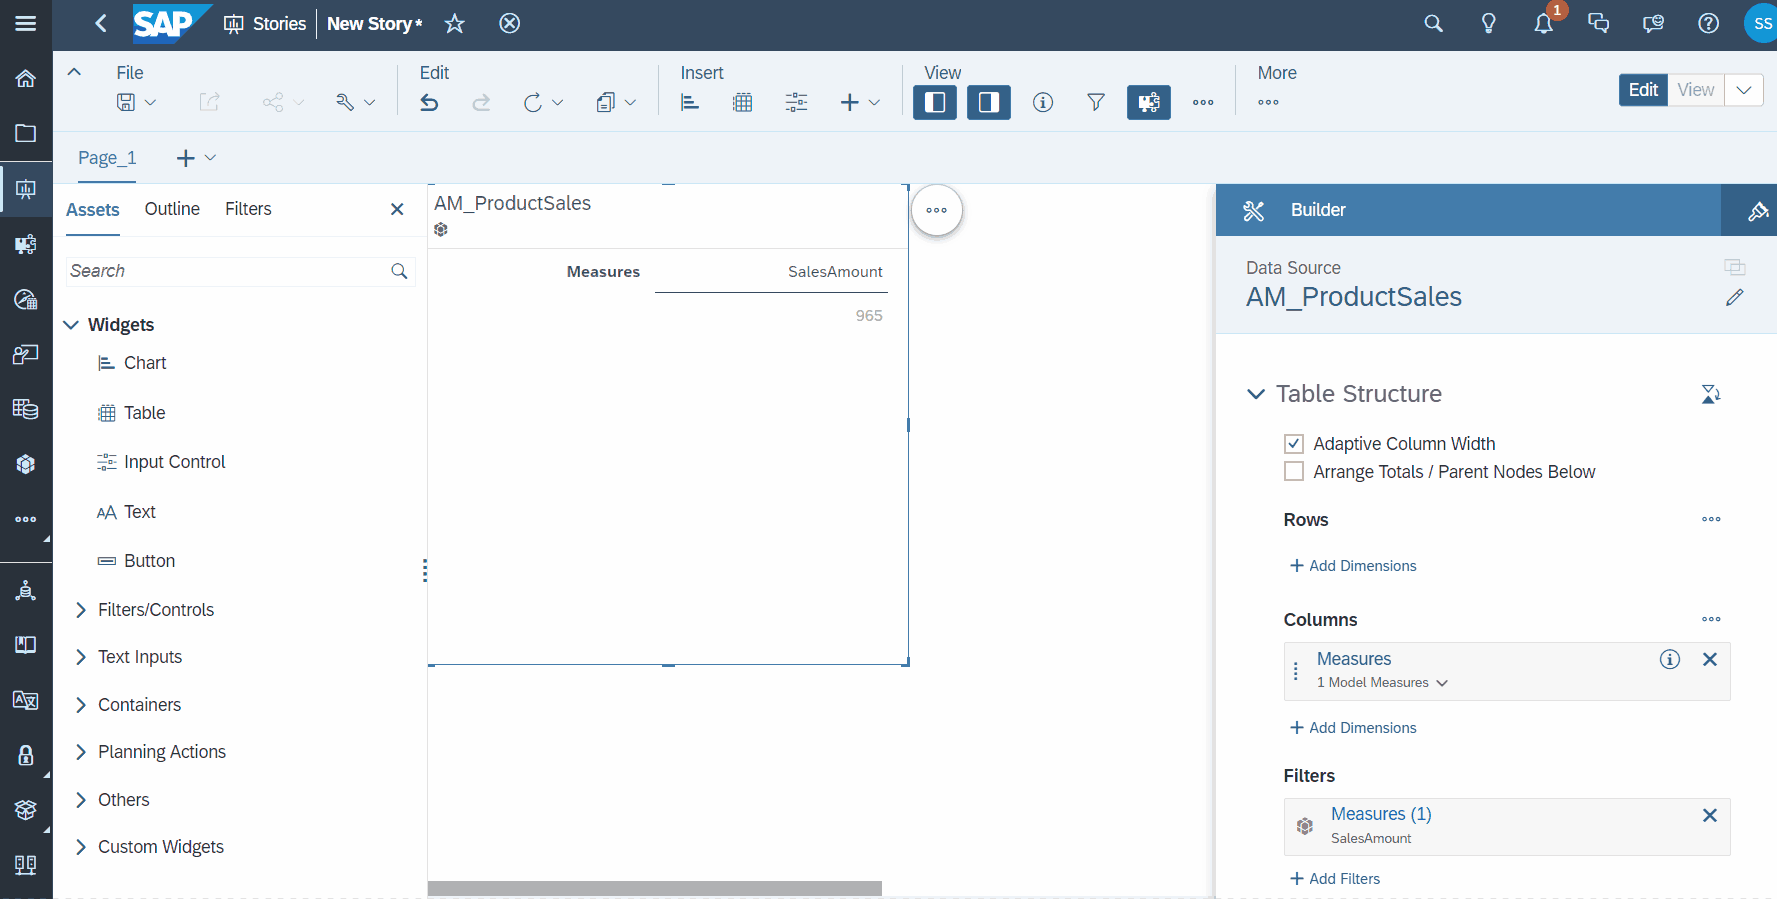 SAP Stories New Story* 1 SS
File Edit Insert View More
Edit View
Page_1
Assets Outline Filters
Search
Widgets
Chart
Table
Input Control
AA Text
Button
Filters/Controls
Text Inputs
Containers
Planning Actions
Others
Custom Widgets
AM_ProductSales
Measures SalesAmount
965
Builder
Data Source
AM_ProductSales
Table Structure
Adaptive Column Width
Arrange Totals / Parent Nodes Below
Rows
+ Add Dimensions
Columns
Measures
1 Model Measures
+ Add Dimensions
Filters
Measures (1)
SalesAmount
+ Add Filters